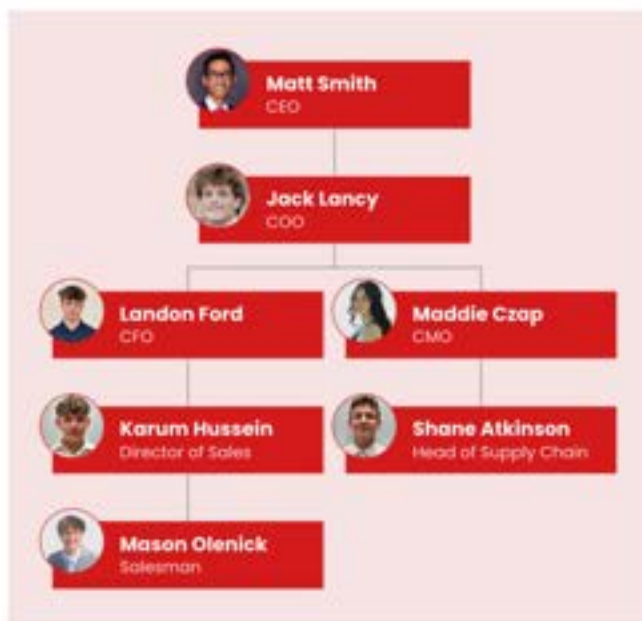 Matt Smith
CEO
Jack Lancy
COO
Landon Ford
CFO
Maddie Czap
CMO
Karum Hussein
Director of Sales
Shane Atkinson
Head of Supply Chain
Mason Olenick
Salesman